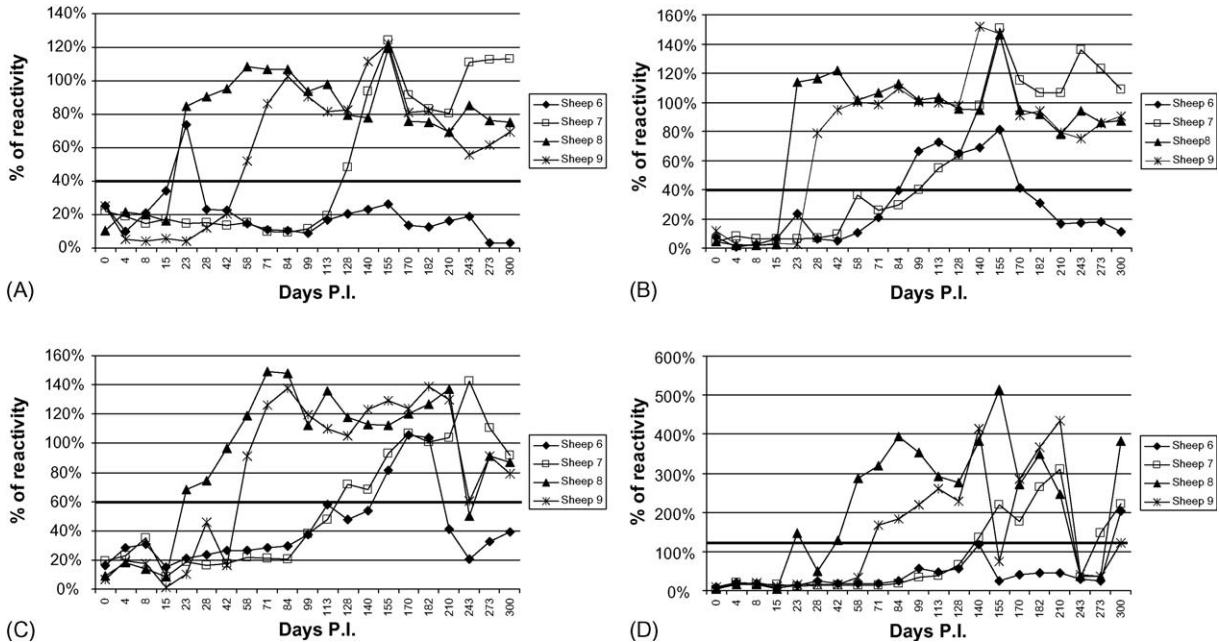 140%
120%
100%
80%
60%
40%
20%
0%
% of reactivity
0 4 8 15 23 28 42 58 71 84 99 113 128 140 155 170 182 210 243 273 300
Days P.I.
Sheep 6
Sheep 7
Sheep 8
Sheep 9
(A)
160%
140%
120%
100%
80%
60%
40%
20%
0%
% of reactivity
0 4 8 15 23 28 42 58 71 84 99 113 128 140 155 170 182 210 243 273 300
Days P.I.
Sheep 6
Sheep 7
Sheep8
Sheep 9
(B)
160%
140%
120%
100%
80%
60%
40%
20%
0%
% of reactivity
0 4 8 15 23 28 42 58 71 84 99 113 128 140 155 170 182 210 243 273 300
Days P.I.
Sheep 6
Sheep 7
Sheep 8
Sheep 9
(C)
600%
500%
400%
300%
200%
100%
0%
% of reactivity
0 4 8 15 23 28 42 58 71 84 99 113 128 140 155 170 182 210 243 273 300
Days P.I.
Sheep 6
Sheep 7
Sheep 8
Sheep 9
(D)